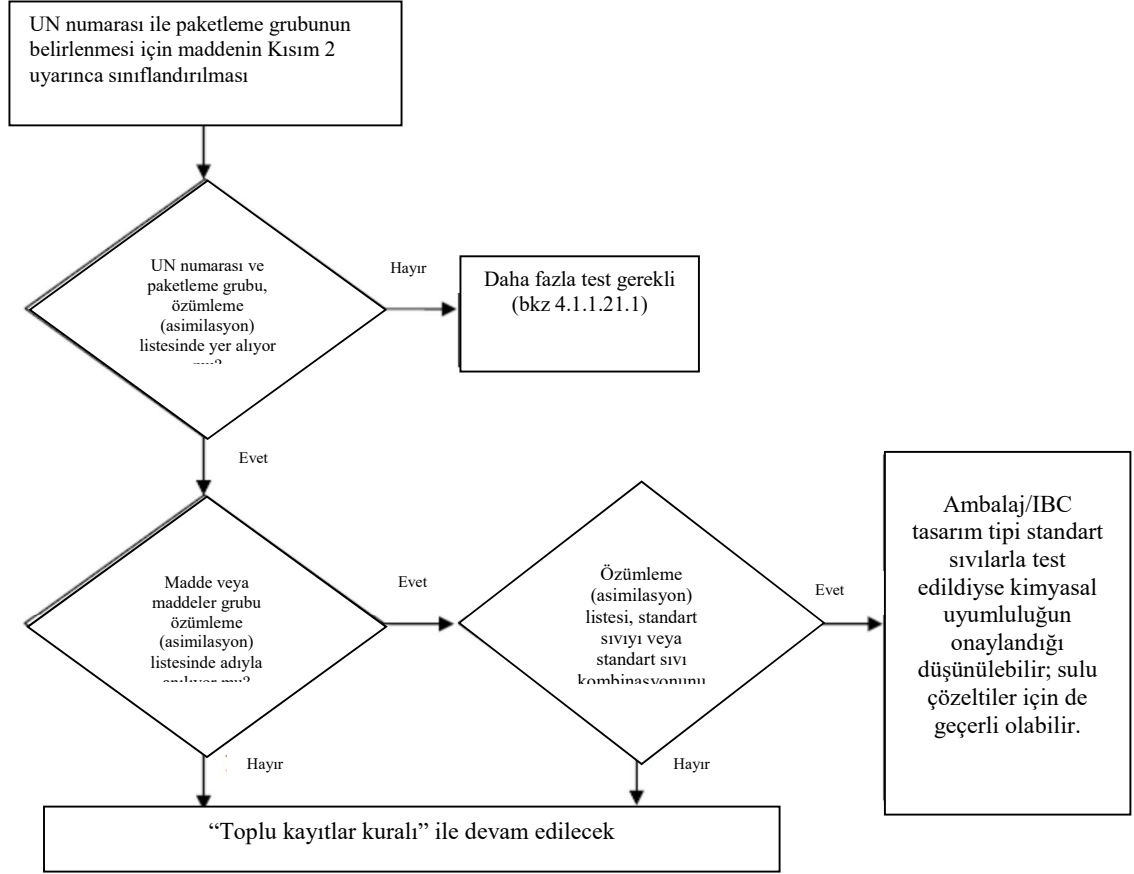 UN numarası ile paketleme grubunun
belirlenmesi için maddenin Kısım 2
uyarınca sınıflandırılması
UN numarası ve
paketleme grubu,
özümleme
(asimilasyon)
listesinde yer alıyor
Hayır
Daha fazla test gerekli
(bkz 4.1.1.21.1)
Evet
Madde veya
maddeler grubu
özümleme
(asimilasyon)
listesinde adıyla
Evet
Özümleme
(asimilasyon)
listesi, standart
sıvıyı veya
standart sıvı
kombinasyonunu
Evet
Ambalaj/IBC
tasarım tipi standart
sıvılarla test
edildiyse kimyasal
uyumluluğun
onaylandığı
düşünülebilir; sulu
çözeltiler için de
geçerli olabilir.
Hayır
Hayır
“Toplu kayıtlar kuralı” ile devam edilecek